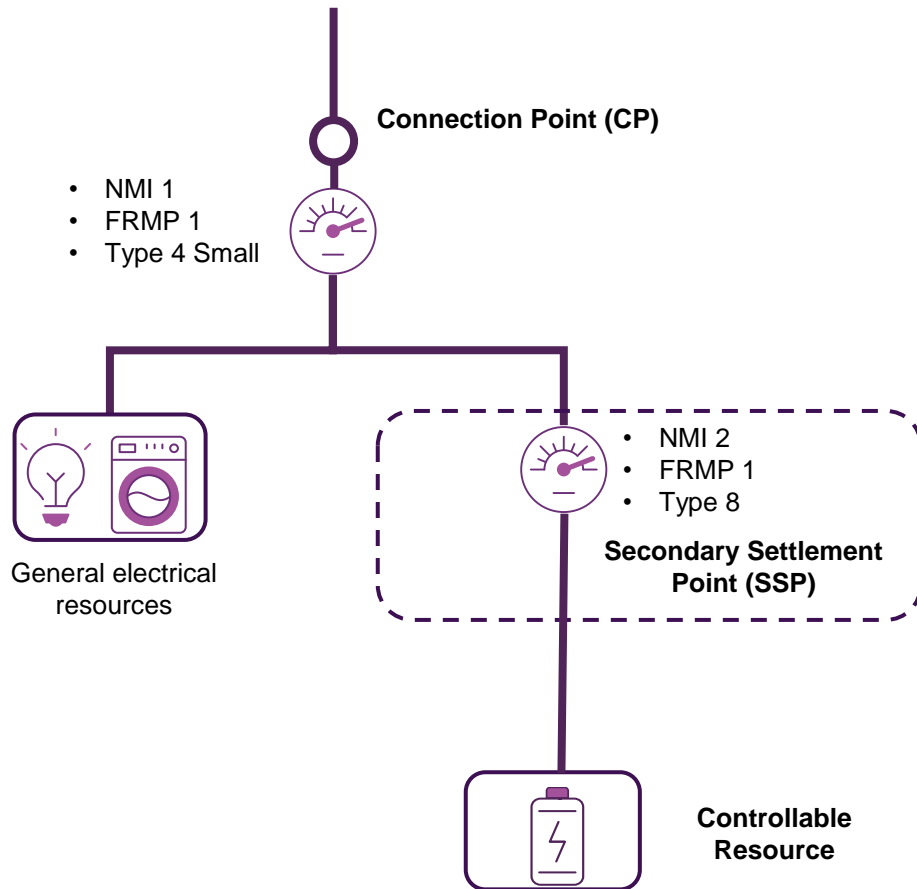 Connection Point (CP)
• NMI 1
• FRMP 1
• Type 4 Small
• NMI 2
• FRMP 1
• Type 8
Secondary Settlement
Point (SSP)
General electrical
resources
Controllable
Resource